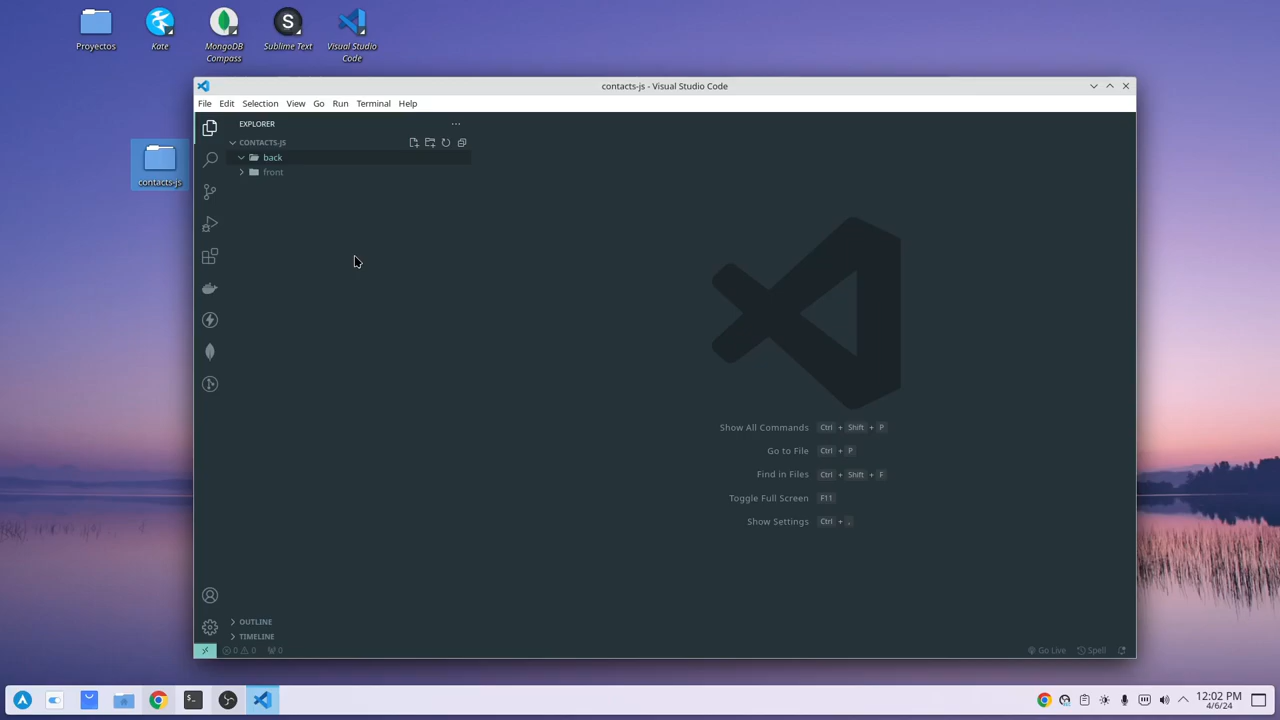 Proyectos
Kate
MongoDB
Compass
S
Sublime Text
Visual Studio
Code
contacts-js
contacts-js - Visual Studio Code
File Edit Selection View Go Run Terminal Help
EXPLORER
CONTACTS-JS
back
front
Show All Commands Ctrl + Shift + P
Go to File Ctrl + P
Find in Files Ctrl + Shift + F
Toggle Full Screen F11
Show Settings Ctrl + ,
OUTLINE
TIMELINE
0 0 0
Go Live Spell
12:02 PM
4/6/24